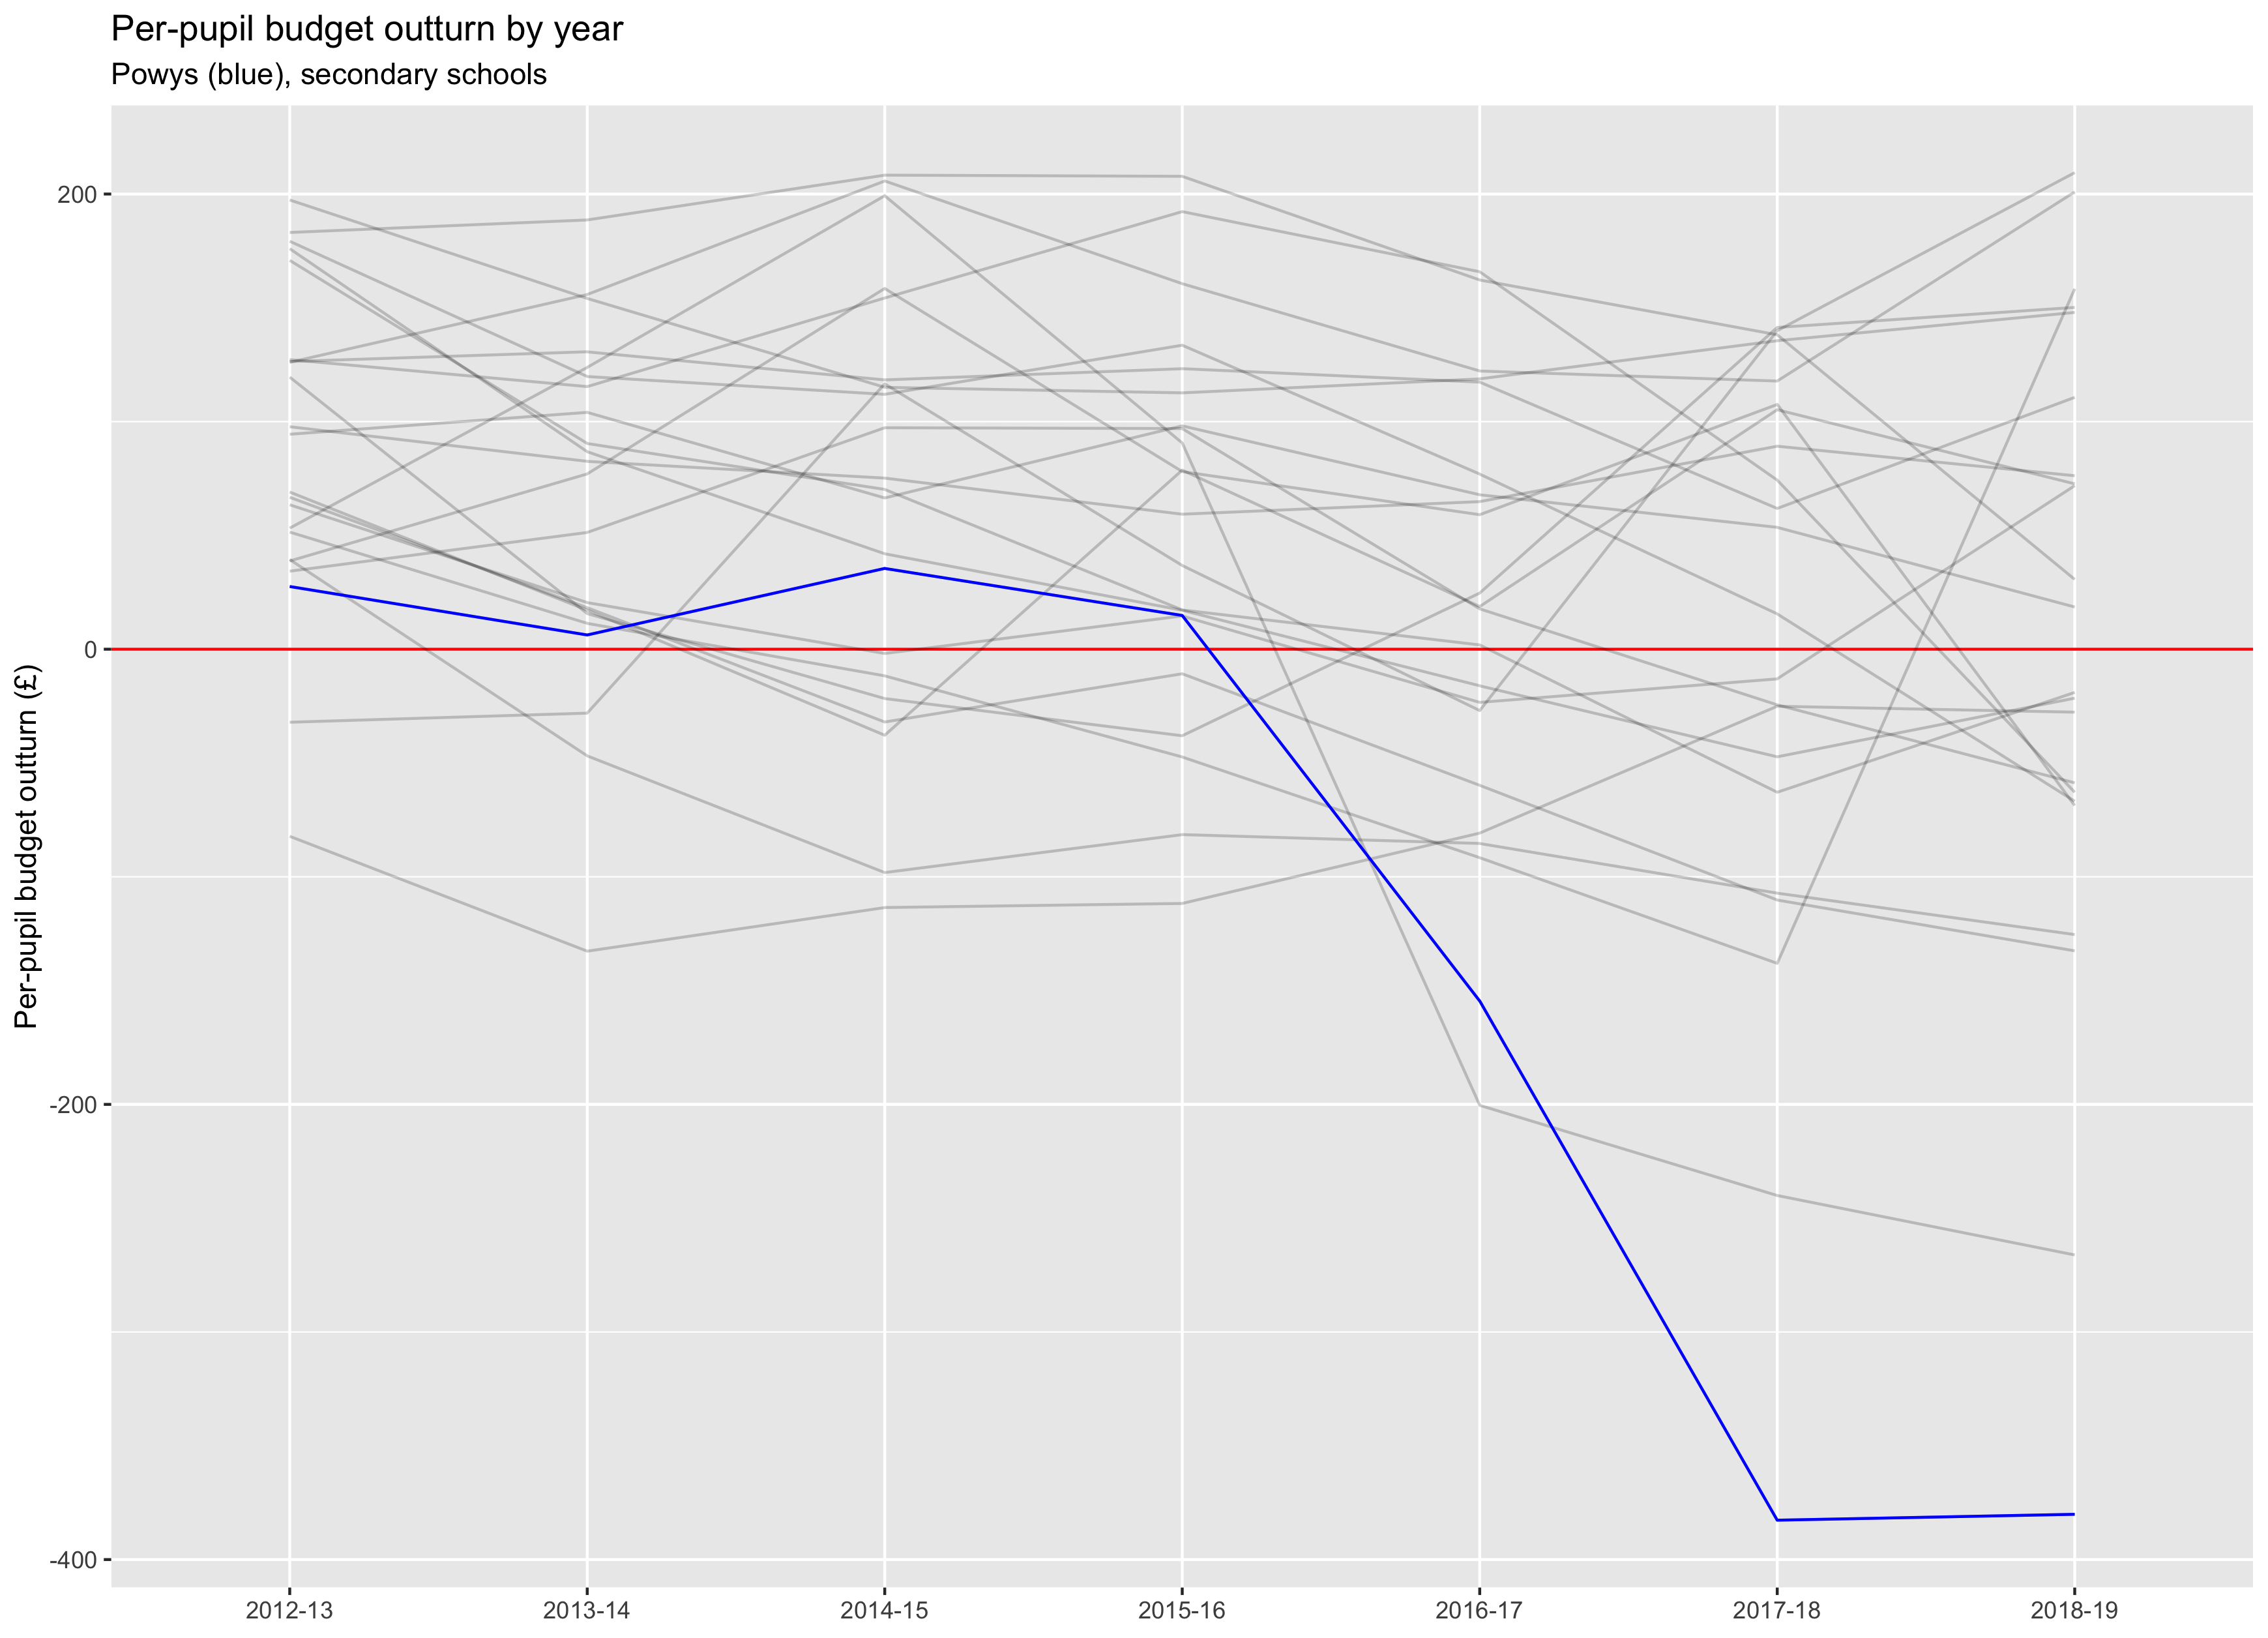 Per-pupil budget outturn by year
Powys (blue), secondary schools
Per-pupil budget outturn (£)
200
0
-200
-400
2012-13 2013-14 2014-15 2015-16 2016-17 2017-18 2018-19